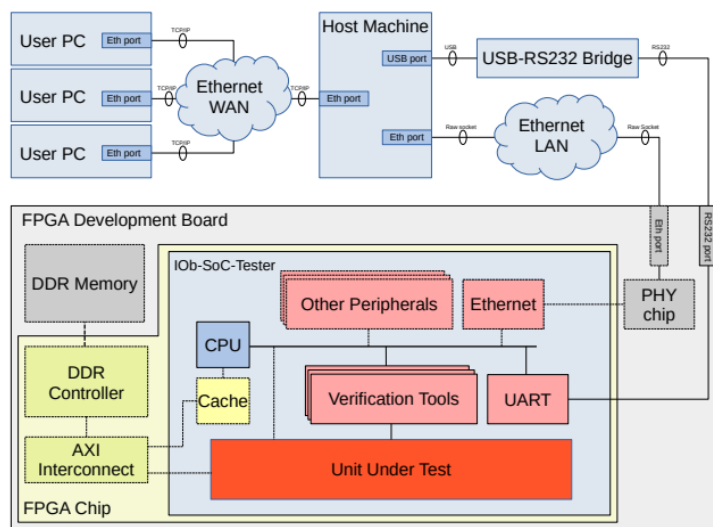 User PC
Eth port
TCP/IP
User PC
Eth port
TCP/IP
User PC
Eth port
TCP/IP
Ethernet
WAN
TCP/IP
Host Machine
USB port
Eth port
Eth port
USB
USB-RS232 Bridge
RS232
Raw socket
Ethernet
LAN
Raw Socket
FPGA Development Board
Eth port
RS232 port
DDR Memory
IOb-SoC-Tester
Other Peripherals
Ethernet
PHY
chip
CPU
DDR
Controller
Cache
Verification Tools
UART
AXI
Interconnect
Unit Under Test
FPGA Chip